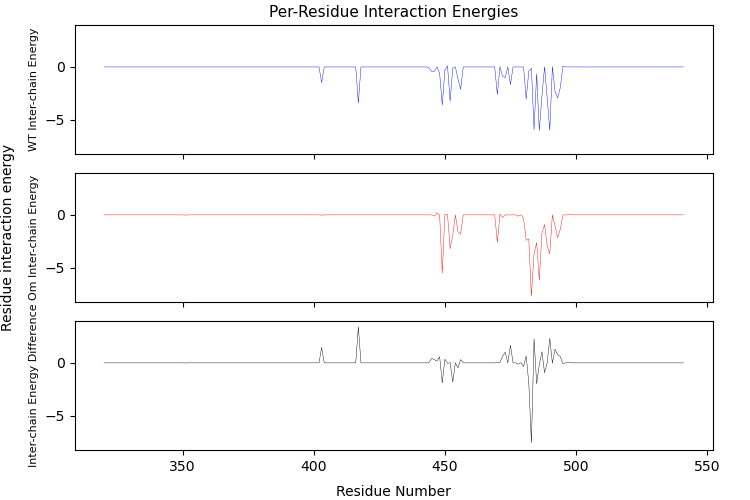 Per-Residue Interaction Energies
Residue interaction energy
WT Inter-chain Energy
0
−5
Om Inter-chain Energy
0
−5
Inter-chain Energy Difference
0
−5
350
400
450
500
550
Residue Number